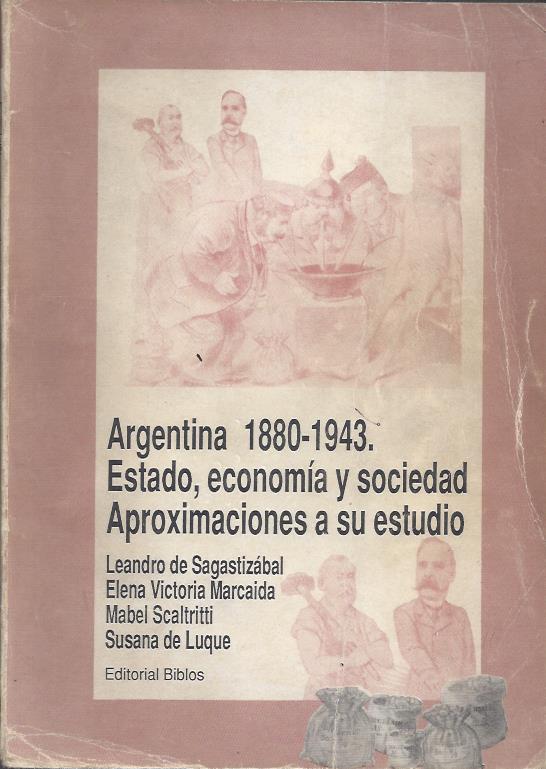 Argentina 1880-1943.
Estado, economía y sociedad
Aproximaciones a su estudio
Leandro de Sagastizábal
Elena Victoria Marcaida
Mabel Scaltritti
Susana de Luque
Editorial Biblos